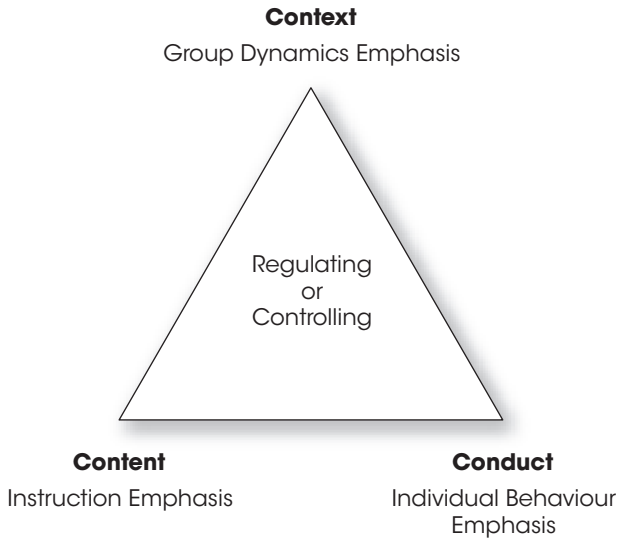 Context
Group Dynamics Emphasis
Regulating
or
Controlling
Content
Instruction Emphasis
Conduct
Individual Behaviour
Emphasis